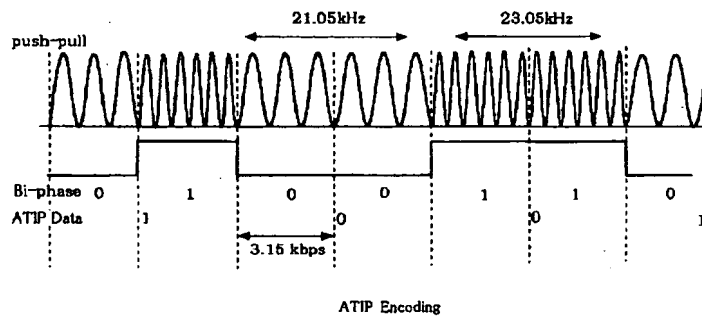 21.05kHz 23.05kHz
push-pull
Bi-phase 0 1 0 0 1 1 0
ATIP Data 1 0 0 1
3.15 kbps
ATIP Encoding